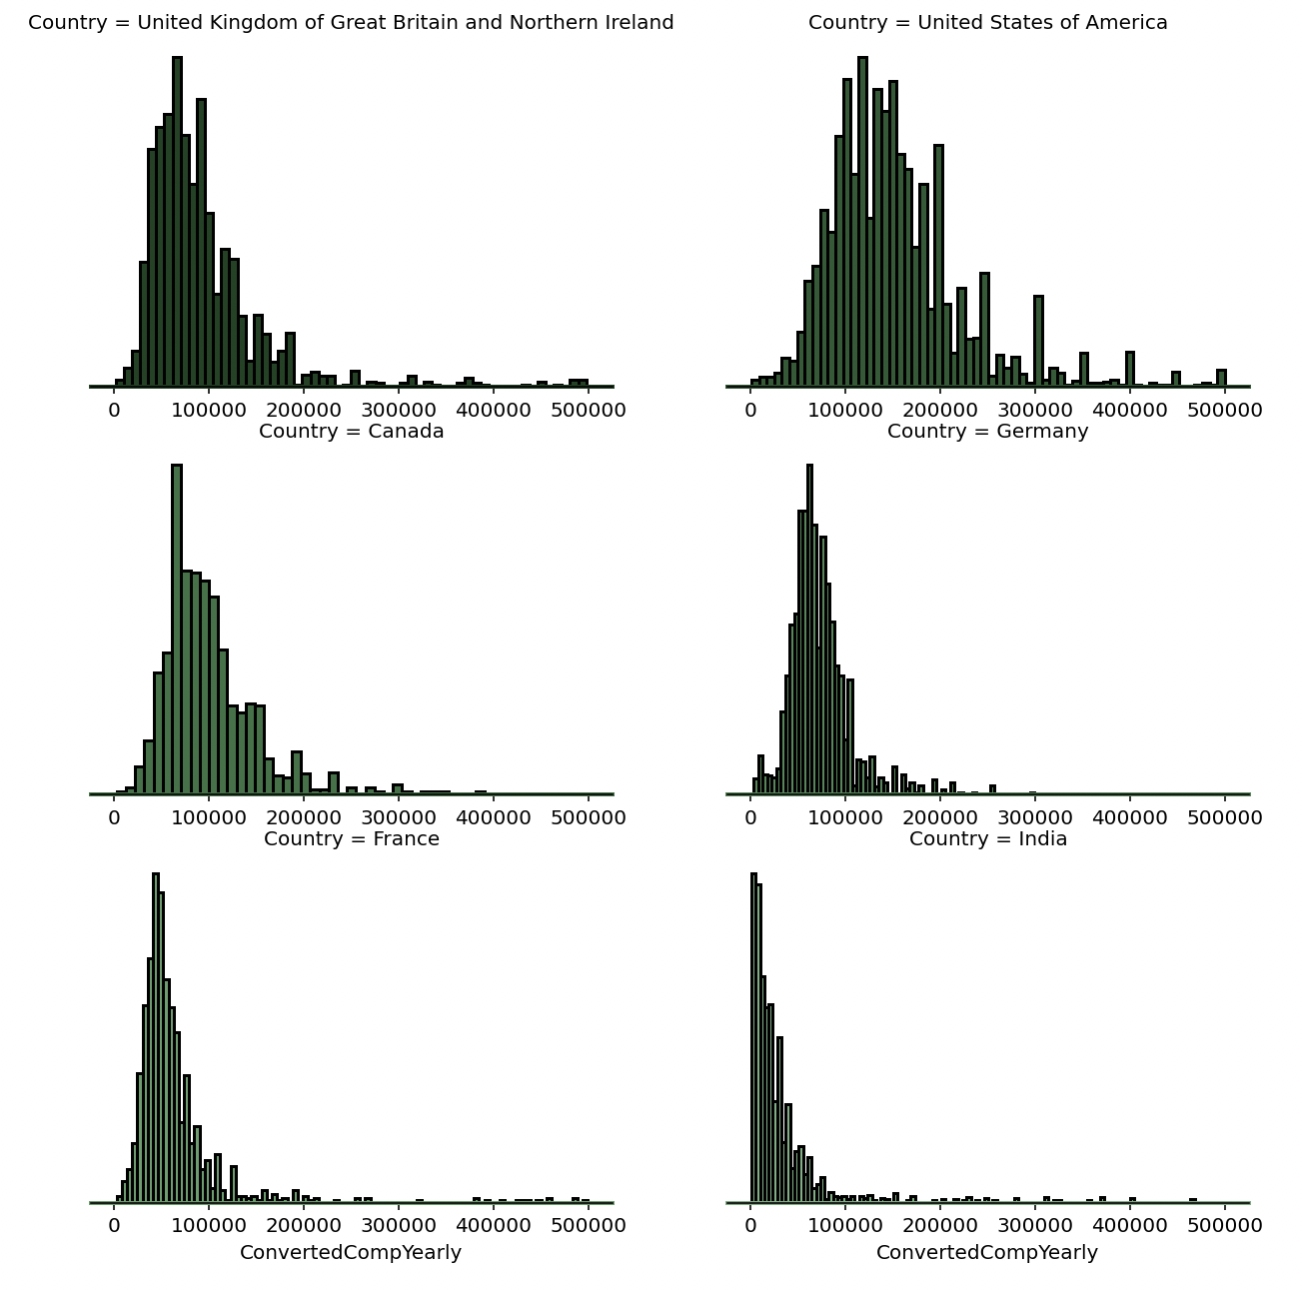 Country = United Kingdom of Great Britain and Northern Ireland
Country = United States of America
0 100000 200000 300000 400000 500000
0 100000 200000 300000 400000 500000
Country = Canada
Country = Germany
0 100000 200000 300000 400000 500000
0 100000 200000 300000 400000 500000
Country = France
Country = India
0 100000 200000 300000 400000 500000
0 100000 200000 300000 400000 500000
ConvertedCompYearly
ConvertedCompYearly